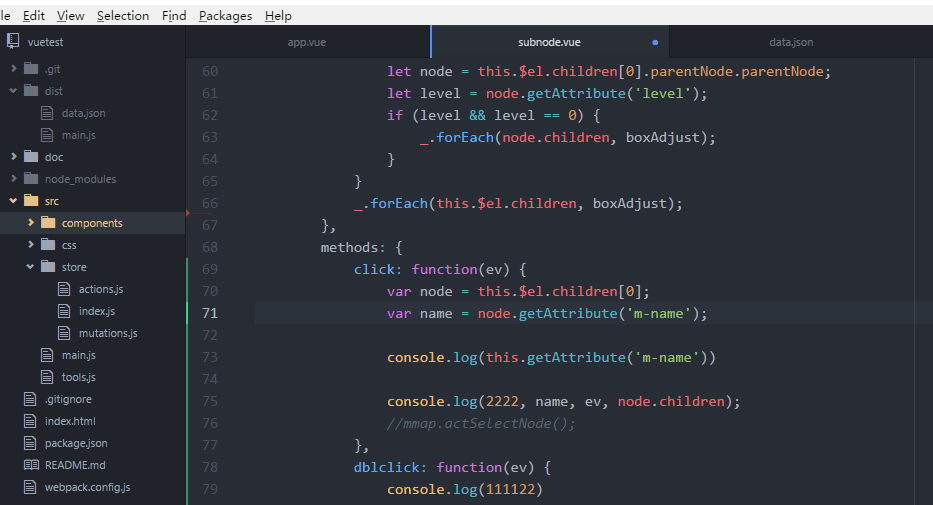 le Edit View Selection Find Packages Help
vuetest
.git
dist
data.json
main.js
doc
node_modules
src
components
css
store
actions.js
index.js
mutations.js
main.js
tools.js
.gitignore
index.html
package.json
README.md
webpack.config.js
app.vue subnode.vue data.json
60 let node = this.$el.children[0].parentNode.parentNode;
61 let level = node.getAttribute('level');
62 if (level && level == 0) {
63 _.forEach(node.children, boxAdjust);
64 }
65 }
66 _.forEach(this.$el.children, boxAdjust);
67 },
68 methods: {
69 click: function(ev) {
70 var node = this.$el.children[0];
71 var name = node.getAttribute('m-name');
72
73 console.log(this.getAttribute('m-name'))
74
75 console.log(2222, name, ev, node.children);
76 //mmap.actSelectNode();
77 },
78 dblclick: function(ev) {
79 console.log(111122)